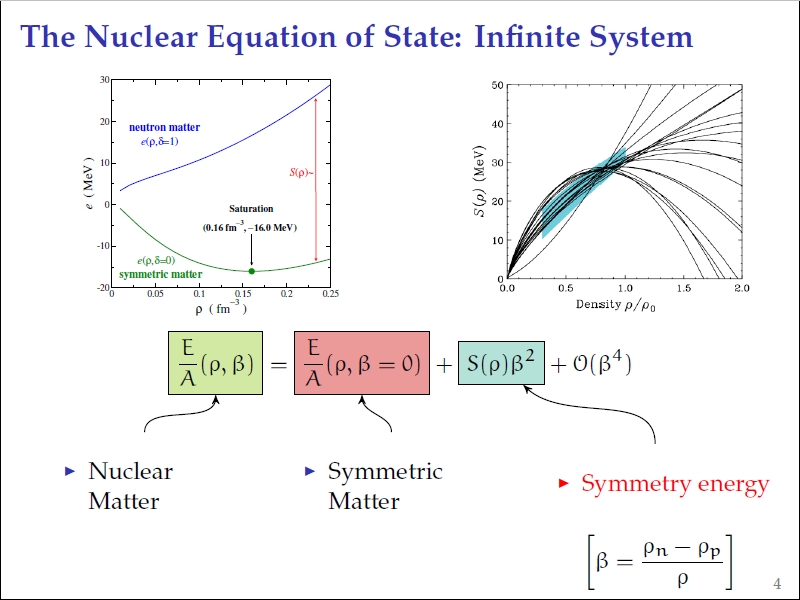 The Nuclear Equation of State: Infinite System
30
20
10
0
-10
-20
e ( MeV )
neutron matter
e(ρ,δ=1)
S(ρ)~
Saturation
(0.16 fm⁻³, −16.0 MeV)
e(ρ,δ=0)
symmetric matter
0 0.05 0.1 0.15 0.2 0.25
ρ ( fm⁻³ )
50
40
30
20
10
0
S(ρ) (MeV)
0.0 0.5 1.0 1.5 2.0
Density ρ/ρ₀
E/A (ρ, β) = E/A (ρ, β = 0) + S(ρ)β² + O(β⁴)
▶ Nuclear
Matter
▶ Symmetric
Matter
▶ Symmetry energy
[β = (ρₙ − ρₚ)/ρ]
4